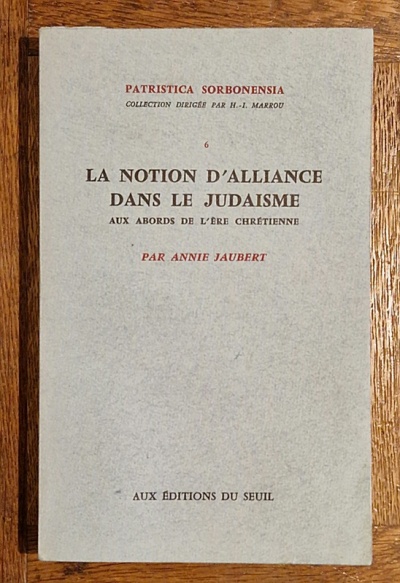 PATRISTICA SORBONENSIA
COLLECTION DIRIGÉE PAR H.-I. MARROU
6
LA NOTION D'ALLIANCE
DANS LE JUDAISME
AUX ABORDS DE L'ÈRE CHRÉTIENNE
PAR ANNIE JAUBERT
AUX ÉDITIONS DU SEUIL